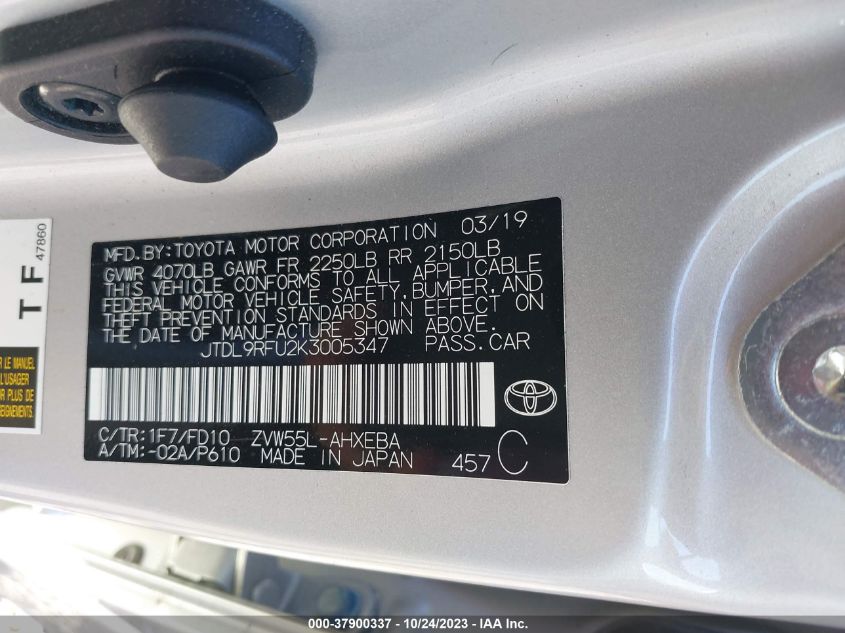 47860
T F
R LE MANUEL
L'USAGER
R PLUS DE
SEIGNEMENTS
MFD.BY:TOYOTA MOTOR CORPORATION 03/19
GVWR 4070LB GAWR FR 2250LB RR 2150LB
THIS VEHICLE CONFORMS TO ALL APPLICABLE
FEDERAL MOTOR VEHICLE SAFETY,BUMPER,AND
THEFT PREVENTION STANDARDS IN EFFECT ON
THE DATE OF MANUFACTURE SHOWN ABOVE.
JTDL9RFU2K3005347 PASS.CAR
C/TR:1F7/FD10 ZVW55L-AHXEBA
A/TM:-02A/P610 MADE IN JAPAN 457 C
000-37900337 - 10/24/2023 - IAA Inc.